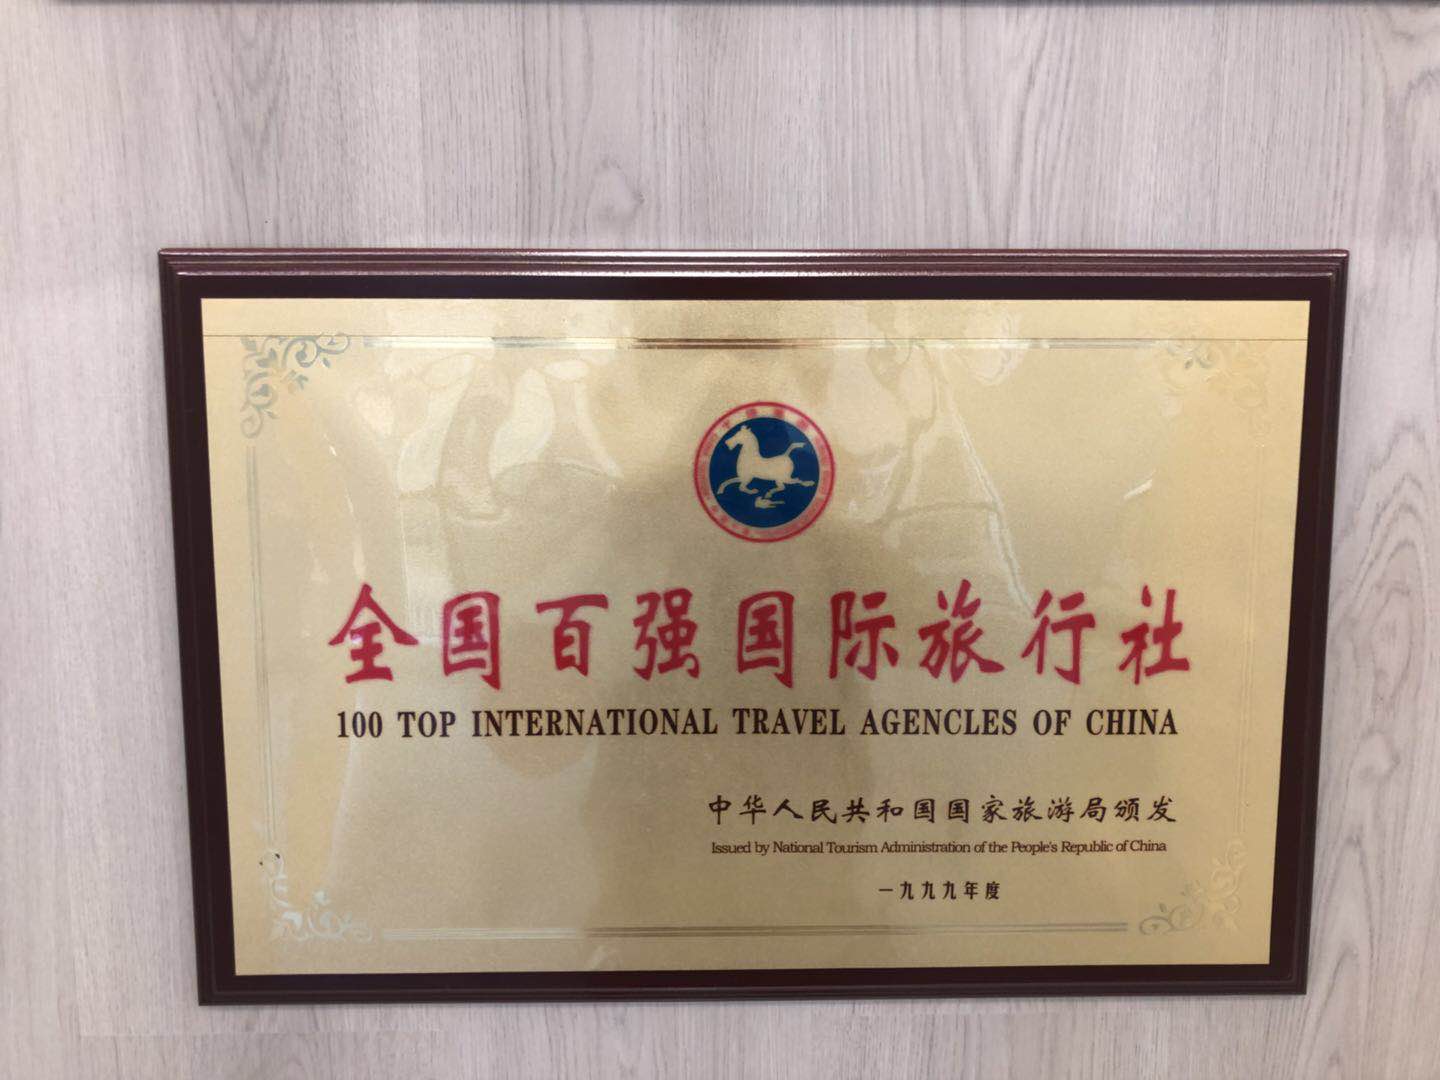 全国百强国际旅行社
100 TOP INTERNATIONAL TRAVEL AGENCLES OF CHINA
中华人民共和国国家旅游局颁发
Issued by National Tourism Administration of the People's Republic of China
一九九九年度